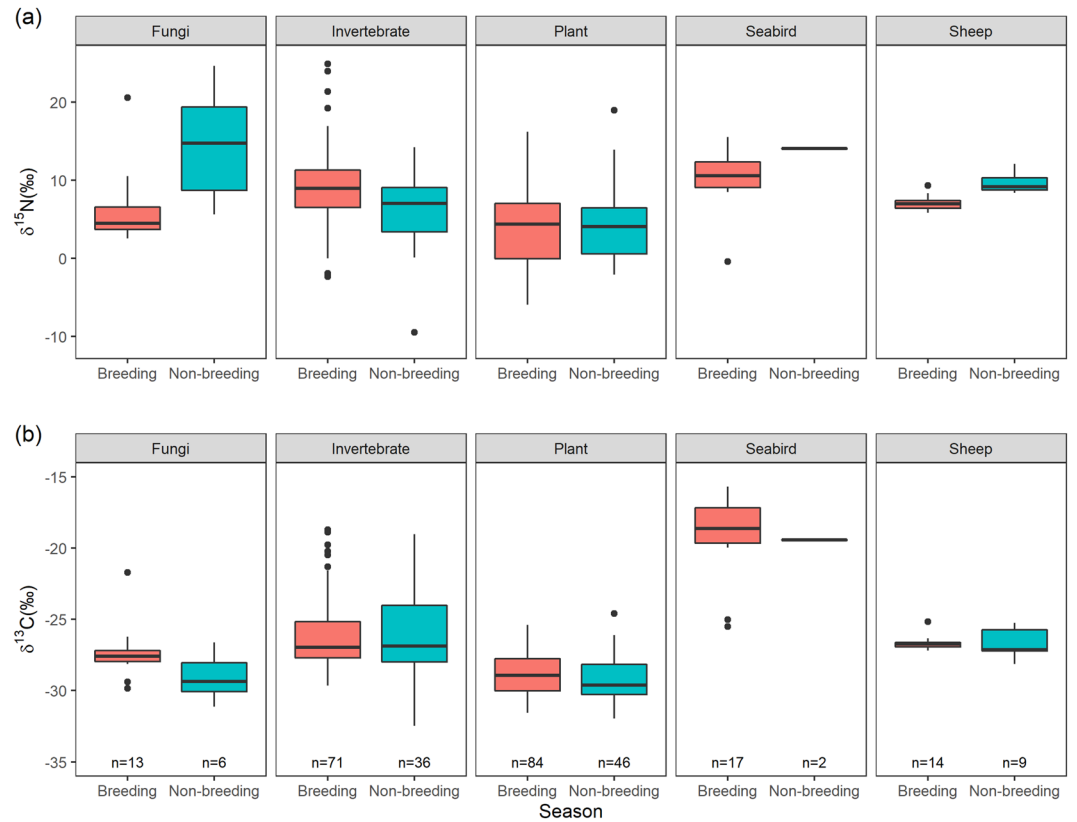 (a)
Fungi Invertebrate Plant Seabird Sheep
20
10
0
-10
δ15N(‰)
Breeding Non-breeding Breeding Non-breeding Breeding Non-breeding Breeding Non-breeding Breeding Non-breeding
(b)
Fungi Invertebrate Plant Seabird Sheep
-15
-20
-25
-30
-35
δ13C(‰)
n=13 n=6 n=71 n=36 n=84 n=46 n=17 n=2 n=14 n=9
Breeding Non-breeding Breeding Non-breeding Breeding Non-breeding Breeding Non-breeding Breeding Non-breeding
Season